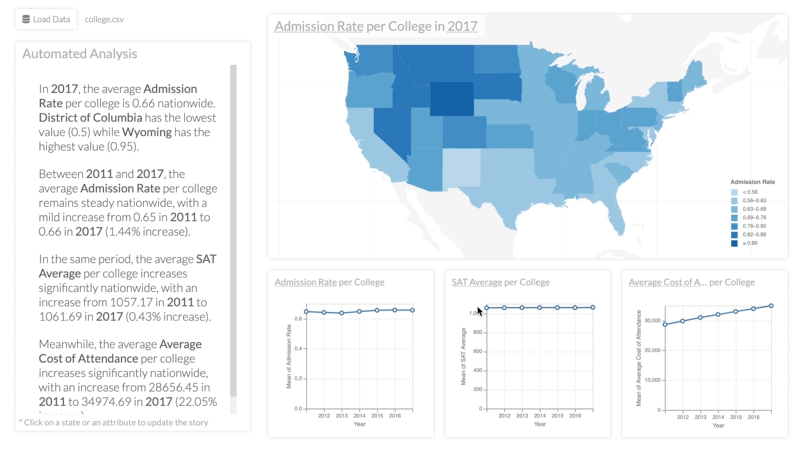 Load Data
college.csv
Automated Analysis
In 2017, the average Admission
Rate per college is 0.66 nationwide.
District of Columbia has the lowest
value (0.5) while Wyoming has the
highest value (0.95).
Between 2011 and 2017, the
average Admission Rate per college
remains steady nationwide, with a
mild increase from 0.65 in 2011 to
0.66 in 2017 (1.44% increase).
In the same period, the average SAT
Average per college increases
significantly nationwide, with an
increase from 1057.17 in 2011 to
1061.69 in 2017 (0.43% increase).
Meanwhile, the average Average
Cost of Attendance per college
increases significantly nationwide,
with an increase from 28656.45 in
2011 to 34974.69 in 2017 (22.05%
* Click on a state or an attribute to update the story
Admission Rate per College in 2017
Admission Rate
< 0.56
0.56–0.63
0.63–0.69
0.69–0.76
0.76–0.82
0.82–0.89
≥ 0.89
Admission Rate per College
Mean of Admission Rate
0.6
0.4
0.2
0.0
2012 2013 2014 2015 2016
Year
SAT Average per College
Mean of SAT Average
800
600
400
200
0
2012 2013 2014 2015 2016
Year
Average Cost of A... per College
Mean of Average Cost of Attendance
30,000
20,000
10,000
0
2012 2013 2014 2015 2016
Year